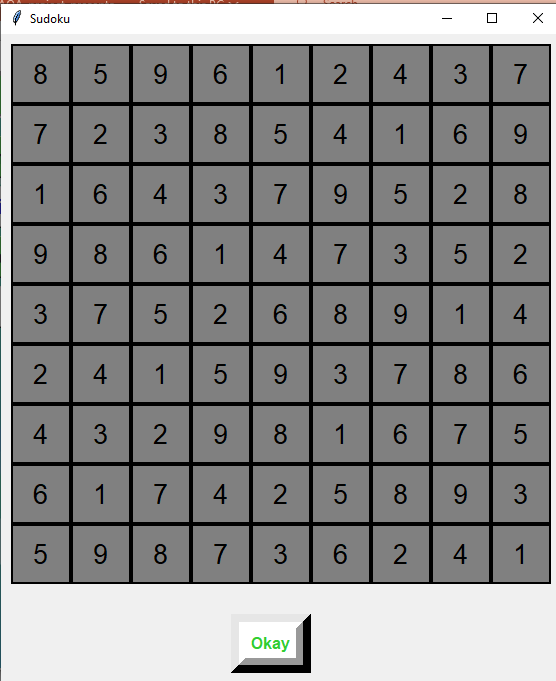 Sudoku
8 5 9 6 1 2 4 3 7
7 2 3 8 5 4 1 6 9
1 6 4 3 7 9 5 2 8
9 8 6 1 4 7 3 5 2
3 7 5 2 6 8 9 1 4
2 4 1 5 9 3 7 8 6
4 3 2 9 8 1 6 7 5
6 1 7 4 2 5 8 9 3
5 9 8 7 3 6 2 4 1
Okay